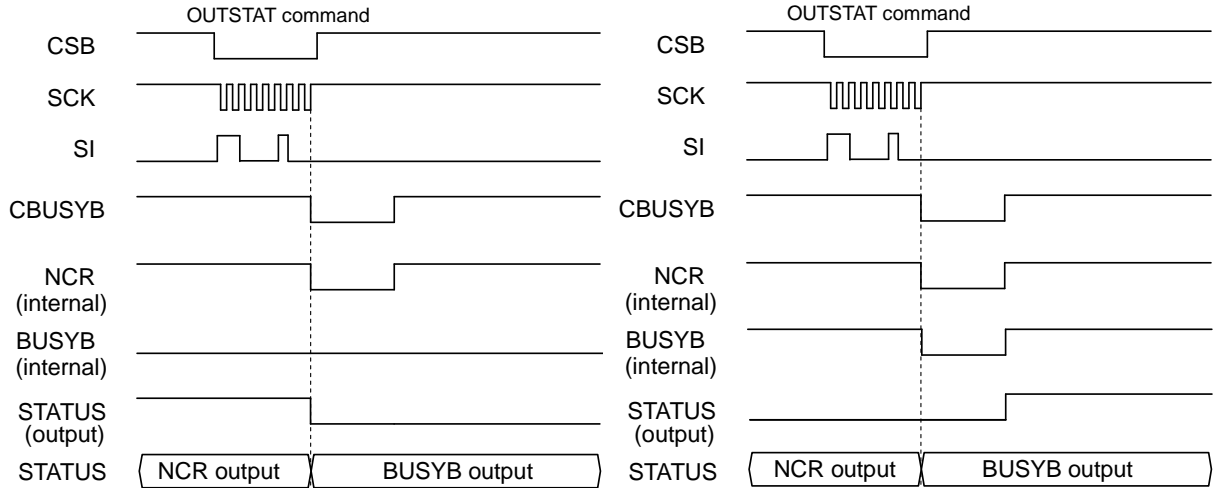 OUTSTAT command
CSB
SCK
SI
CBUSYB
NCR
(internal)
BUSYB
(internal)
STATUS
(output)
STATUS NCR output BUSYB output
OUTSTAT command
CSB
SCK
SI
CBUSYB
NCR
(internal)
BUSYB
(internal)
STATUS
(output)
STATUS NCR output BUSYB output